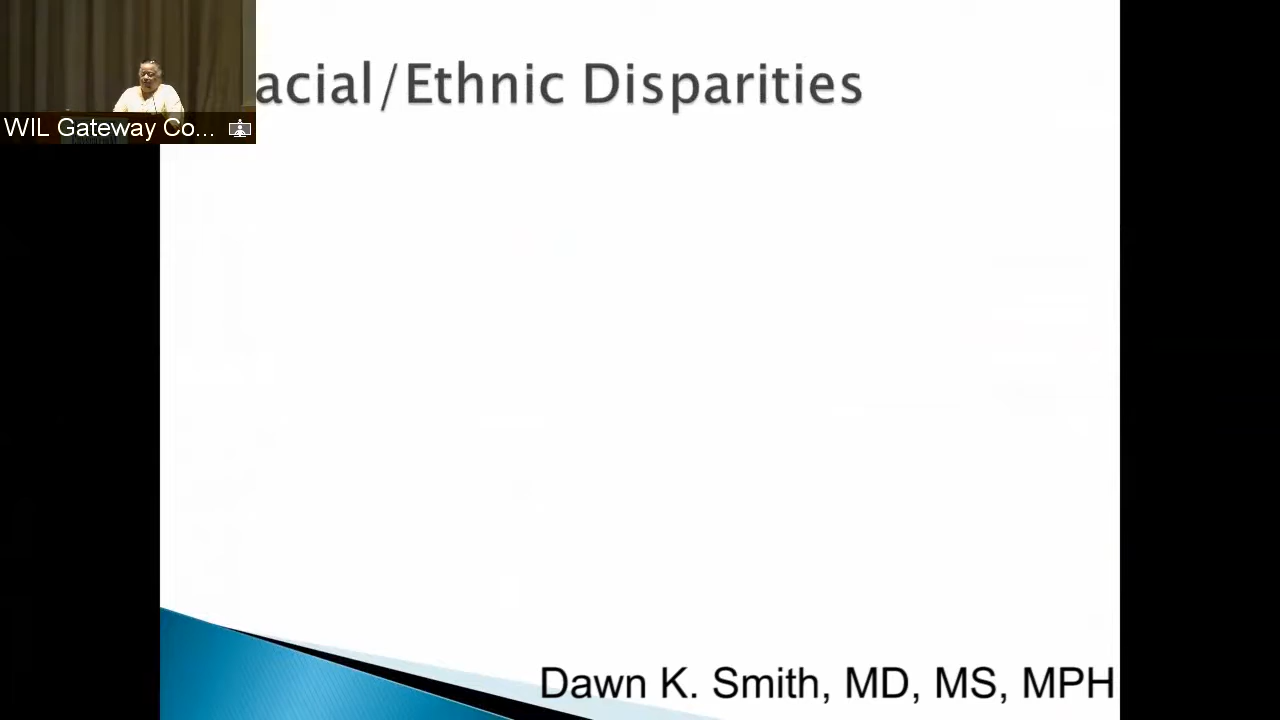 acial/Ethnic Disparities
WIL Gateway Co...
Dawn K. Smith, MD, MS, MPH